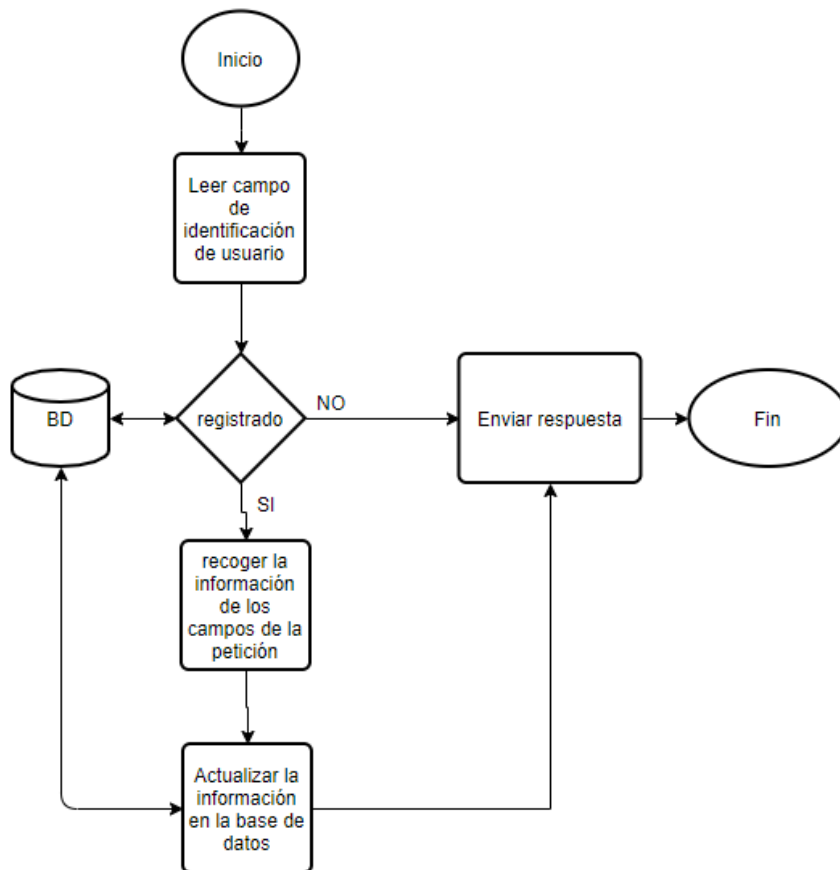 Inicio
Leer campo
de
identificación
de usuario
BD
registrado
NO
Enviar respuesta
Fin
SI
recoger la
información
de los
campos de la
petición
Actualizar la
información
en la base de
datos